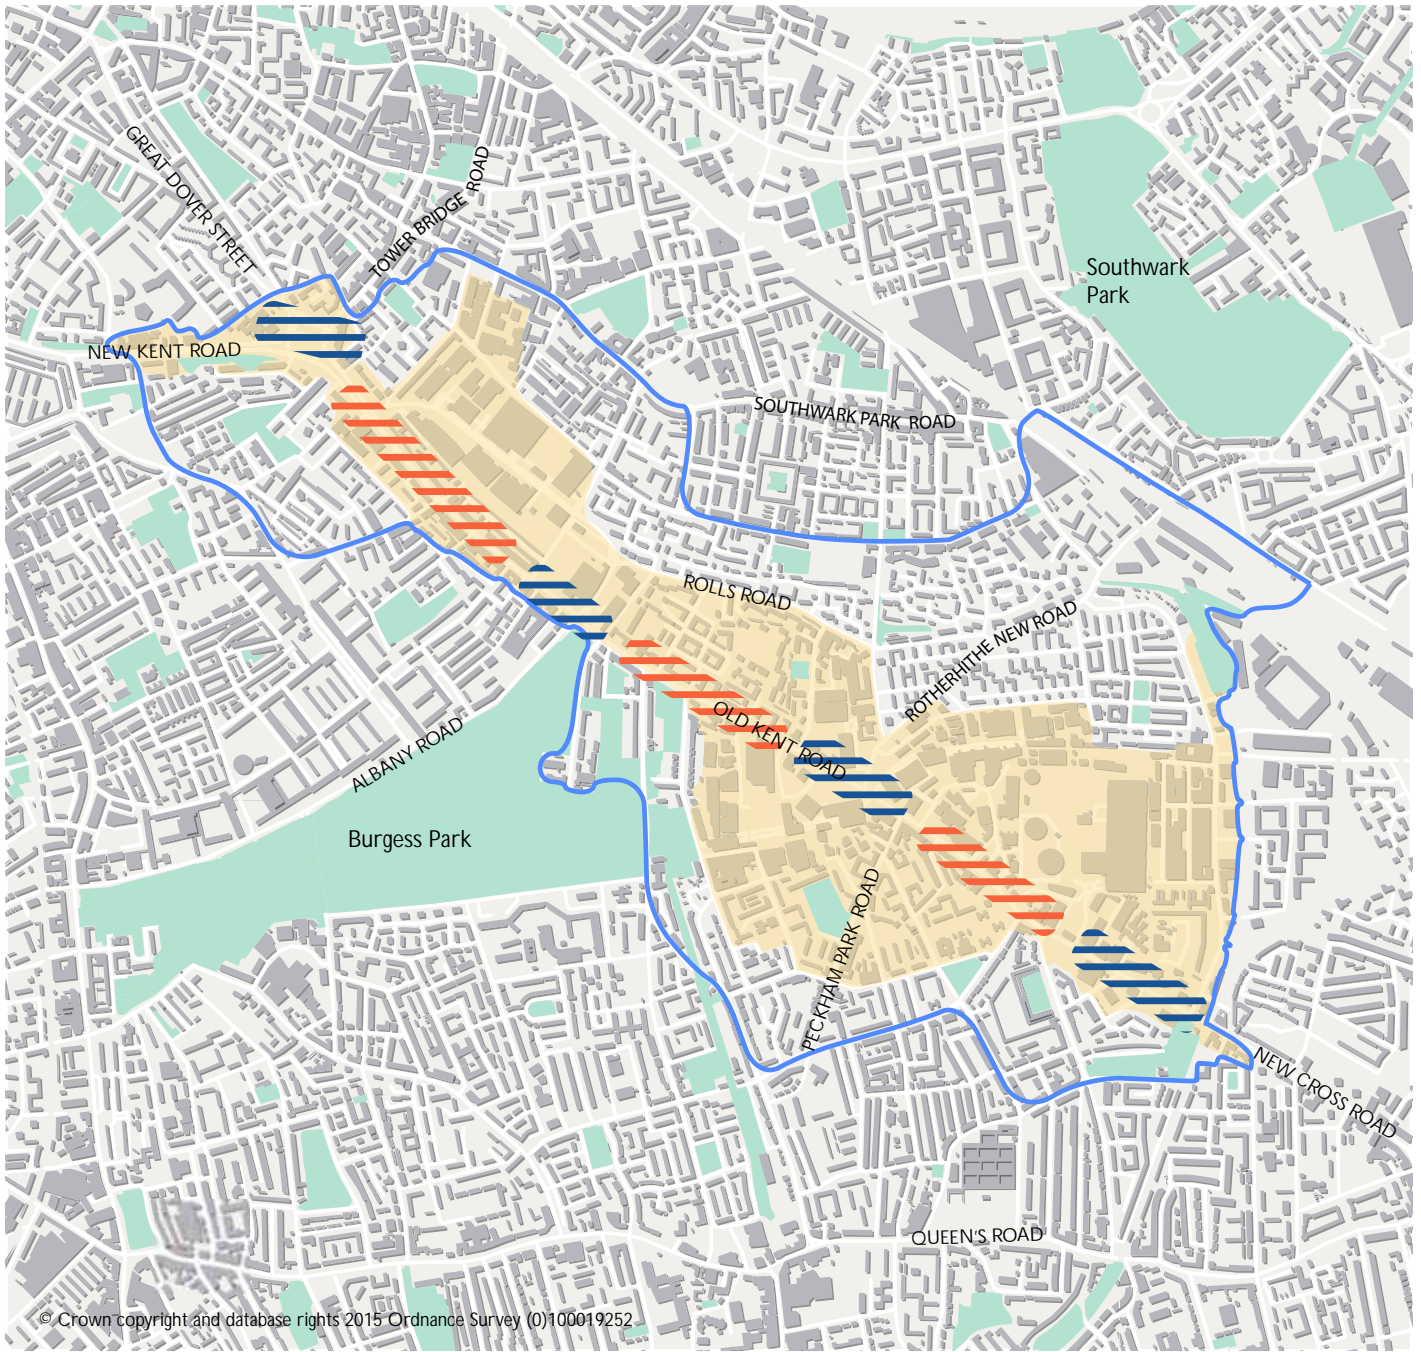 GREAT DOVER STREET
TOWER BRIDGE ROAD
Southwark
Park
NEW KENT ROAD
SOUTHWARK PARK ROAD
ROLLS ROAD
ROTHERHITHE NEW ROAD
OLD KENT ROAD
ALBANY ROAD
Burgess Park
PECKHAM PARK ROAD
NEW CROSS ROAD
QUEEN'S ROAD
© Crown copyright and database rights 2015 Ordnance Survey (0)100019252